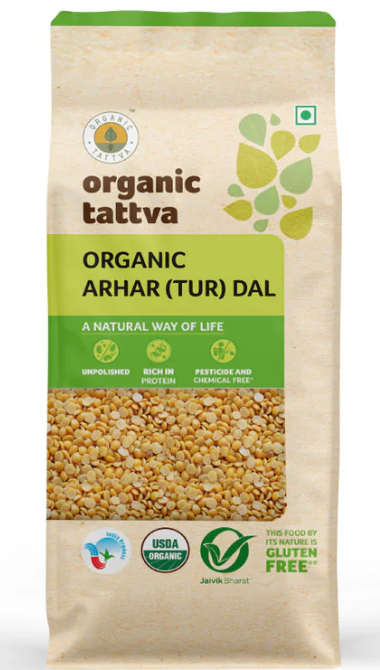 ORGANIC
TATTVA
™
organic
tattva
ORGANIC
ARHAR (TUR) DAL
A NATURAL WAY OF LIFE
UNPOLISHED
RICH IN
PROTEIN
PESTICIDE AND
CHEMICAL FREE*
USDA
ORGANIC
Jaivik Bharat
THIS FOOD BY
ITS NATURE IS
GLUTEN
FREE**